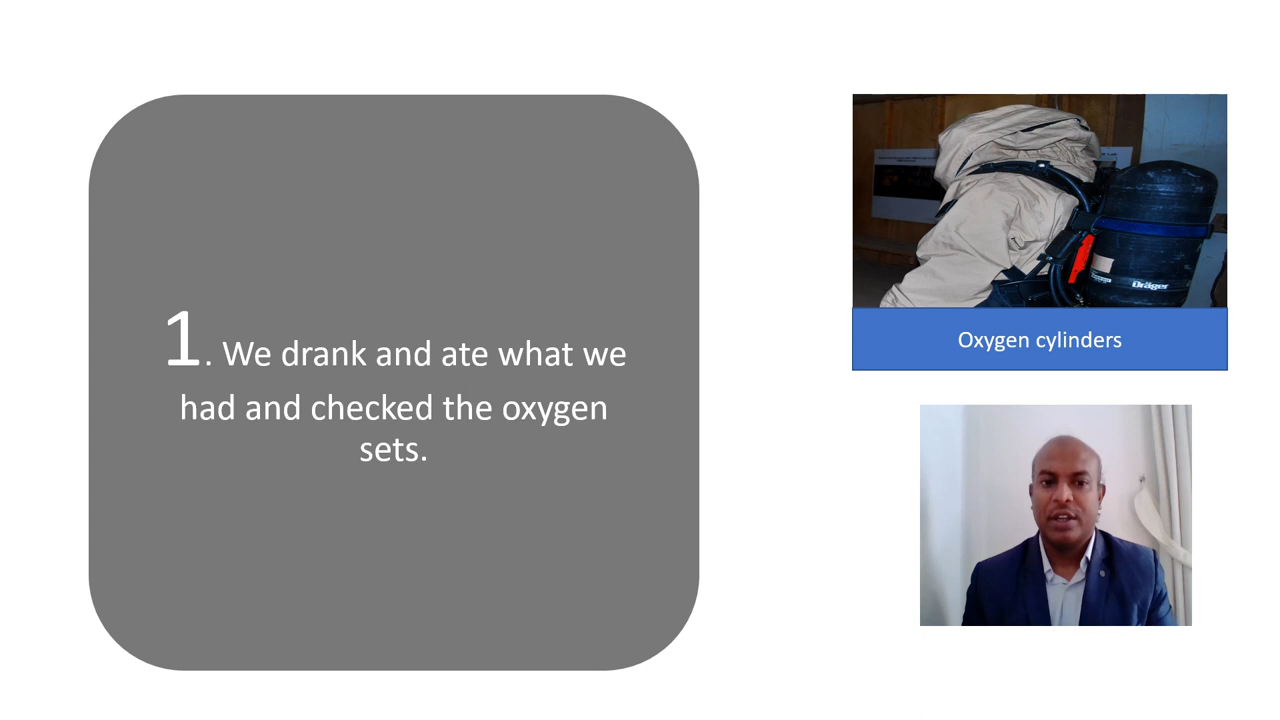 1. We drank and ate what we
had and checked the oxygen
sets.
Oxygen cylinders
Dräger